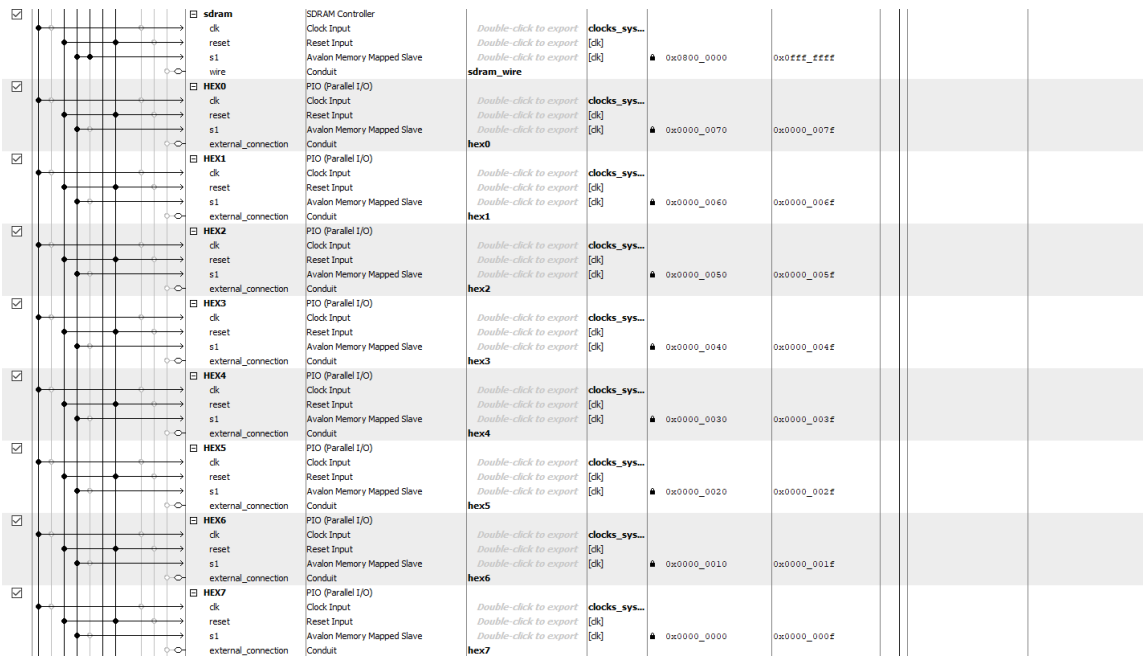 sdram SDRAM Controller
clk Clock Input Double-click to export clocks_sys...
reset Reset Input Double-click to export [clk]
s1 Avalon Memory Mapped Slave Double-click to export [clk] 0x0800_0000 0x0fff_ffff
wire Conduit sdram_wire
HEX0 PIO (Parallel I/O)
clk Clock Input Double-click to export clocks_sys...
reset Reset Input Double-click to export [clk]
s1 Avalon Memory Mapped Slave Double-click to export [clk] 0x0000_0070 0x0000_007f
external_connection Conduit hex0
HEX1 PIO (Parallel I/O)
clk Clock Input Double-click to export clocks_sys...
reset Reset Input Double-click to export [clk]
s1 Avalon Memory Mapped Slave Double-click to export [clk] 0x0000_0060 0x0000_006f
external_connection Conduit hex1
HEX2 PIO (Parallel I/O)
clk Clock Input Double-click to export clocks_sys...
reset Reset Input Double-click to export [clk]
s1 Avalon Memory Mapped Slave Double-click to export [clk] 0x0000_0050 0x0000_005f
external_connection Conduit hex2
HEX3 PIO (Parallel I/O)
clk Clock Input Double-click to export clocks_sys...
reset Reset Input Double-click to export [clk]
s1 Avalon Memory Mapped Slave Double-click to export [clk] 0x0000_0040 0x0000_004f
external_connection Conduit hex3
HEX4 PIO (Parallel I/O)
clk Clock Input Double-click to export clocks_sys...
reset Reset Input Double-click to export [clk]
s1 Avalon Memory Mapped Slave Double-click to export [clk] 0x0000_0030 0x0000_003f
external_connection Conduit hex4
HEX5 PIO (Parallel I/O)
clk Clock Input Double-click to export clocks_sys...
reset Reset Input Double-click to export [clk]
s1 Avalon Memory Mapped Slave Double-click to export [clk] 0x0000_0020 0x0000_002f
external_connection Conduit hex5
HEX6 PIO (Parallel I/O)
clk Clock Input Double-click to export clocks_sys...
reset Reset Input Double-click to export [clk]
s1 Avalon Memory Mapped Slave Double-click to export [clk] 0x0000_0010 0x0000_001f
external_connection Conduit hex6
HEX7 PIO (Parallel I/O)
clk Clock Input Double-click to export clocks_sys...
reset Reset Input Double-click to export [clk]
s1 Avalon Memory Mapped Slave Double-click to export [clk] 0x0000_0000 0x0000_000f
external_connection Conduit hex7